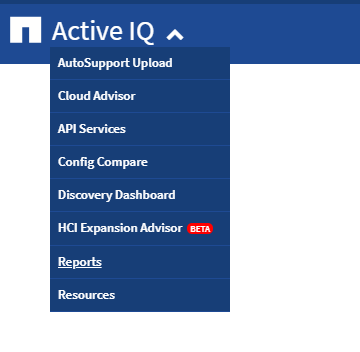 Active IQ
AutoSupport Upload
Cloud Advisor
API Services
Config Compare
Discovery Dashboard
HCI Expansion Advisor BETA
Reports
Resources